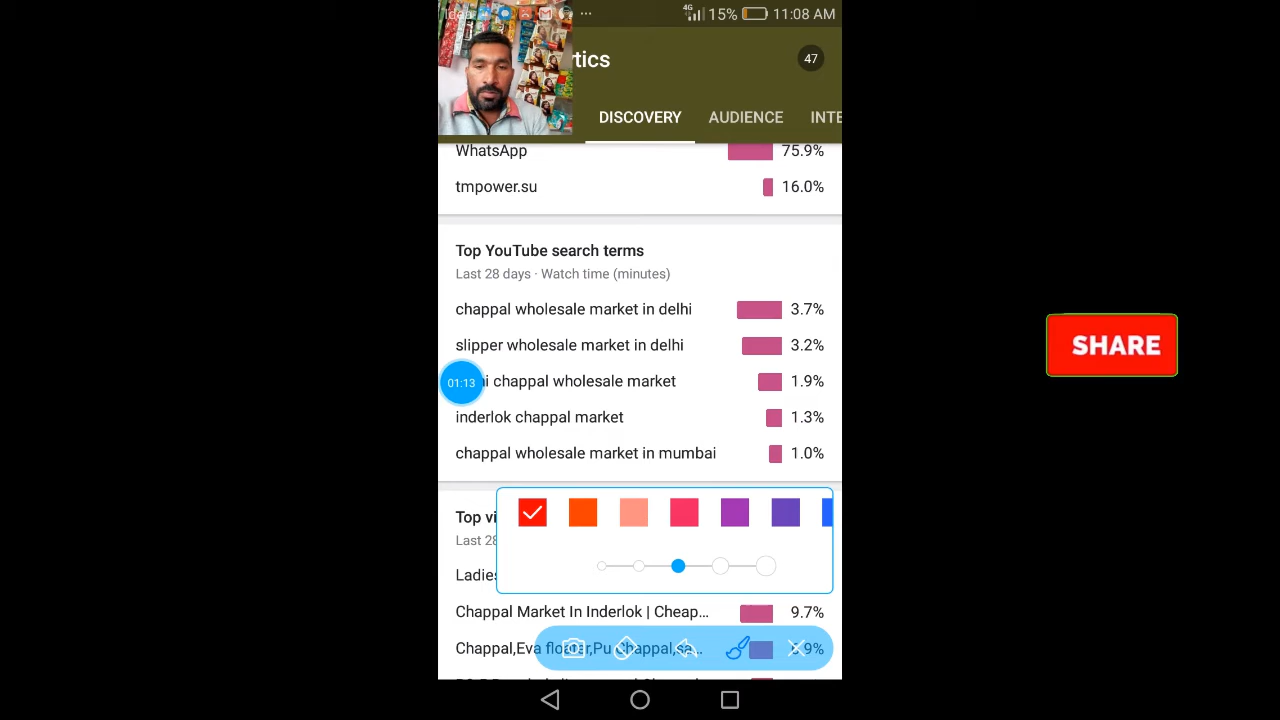 Idea ... 4G 15% 11:08 AM
tics 47
DISCOVERY AUDIENCE INTE
WhatsApp 75.9%
tmpower.su 16.0%
Top YouTube search terms
Last 28 days · Watch time (minutes)
chappal wholesale market in delhi 3.7%
slipper wholesale market in delhi 3.2%
01:13 i chappal wholesale market 1.9%
inderlok chappal market 1.3%
chappal wholesale market in mumbai 1.0%
Top vi
Last 28
Ladies
Chappal Market In Inderlok | Cheap... 9.7%
Chappal,Eva floater,Pu Chappal,sa... 9%
SHARE